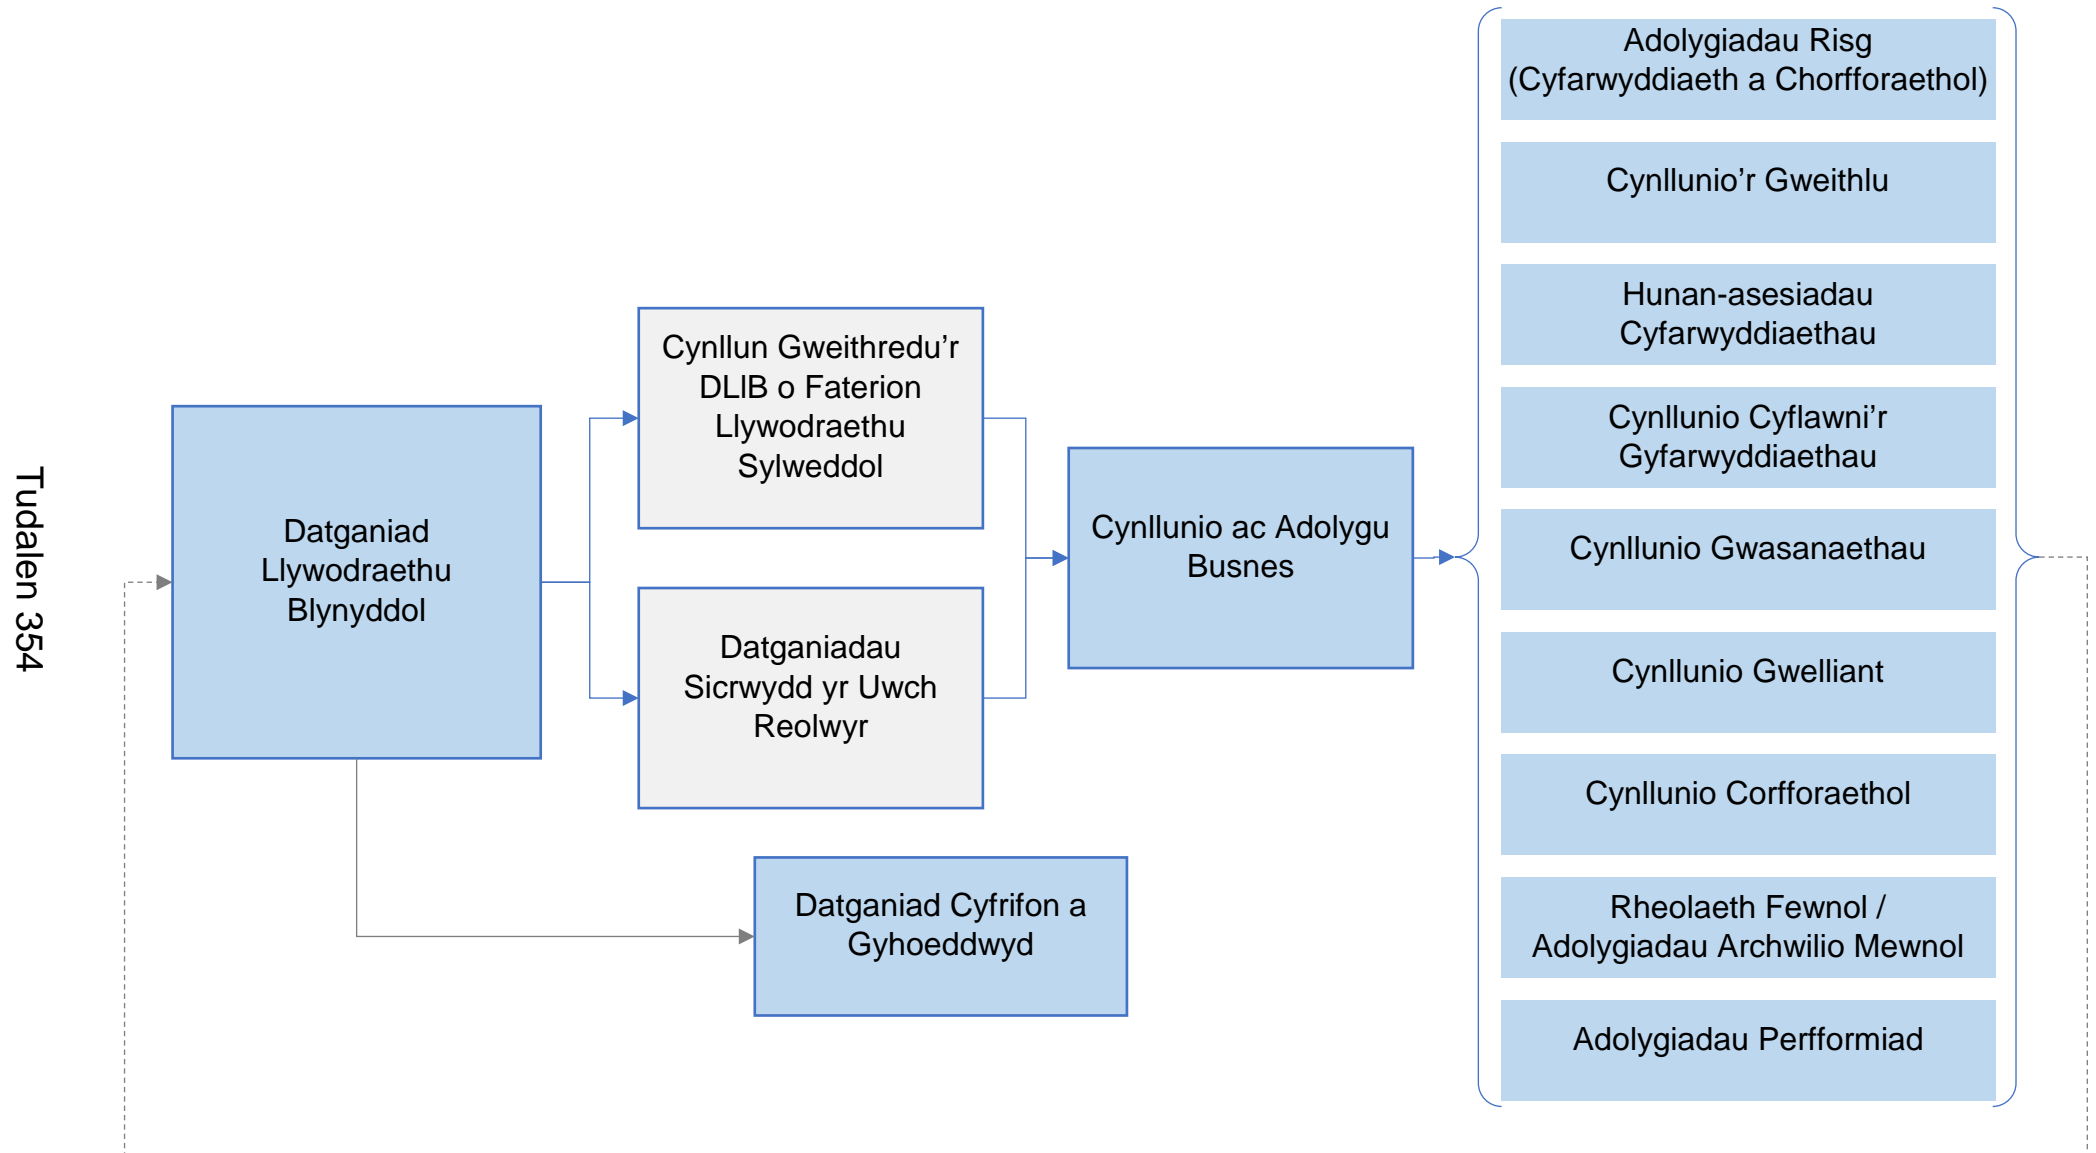 Tudalen 354
Datganiad
Llywodraethu
Blynyddol
Cynllun Gweithredu’r
DLlB o Faterion
Llywodraethu
Sylweddol
Datganiadau
Sicrwydd yr Uwch
Reolwyr
Datganiad Cyfrifon a
Gyhoeddwyd
Cynllunio ac Adolygu
Busnes
Adolygiadau Risg
(Cyfarwyddiaeth a Chorfforaethol)
Cynllunio’r Gweithlu
Hunan-asesiadau
Cyfarwyddiaethau
Cynllunio Cyflawni’r
Gyfarwyddiaethau
Cynllunio Gwasanaethau
Cynllunio Gwelliant
Cynllunio Corfforaethol
Rheolaeth Fewnol /
Adolygiadau Archwilio Mewnol
Adolygiadau Perfformiad